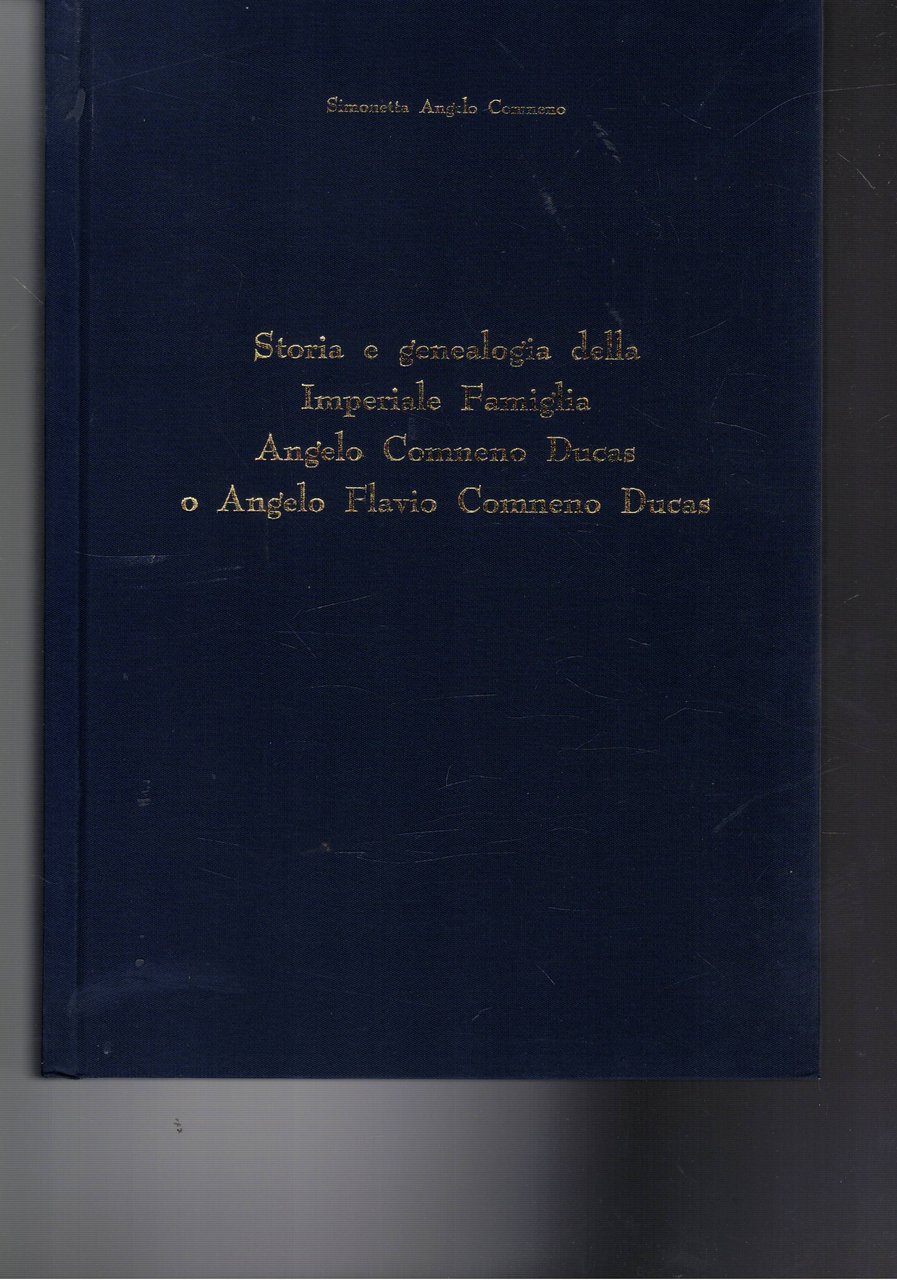 Simonetta Angelo Comneno
Storia e genealogia della
Imperiale Famiglia
Angelo Comneno Ducas
o Angelo Flavio Comneno Ducas